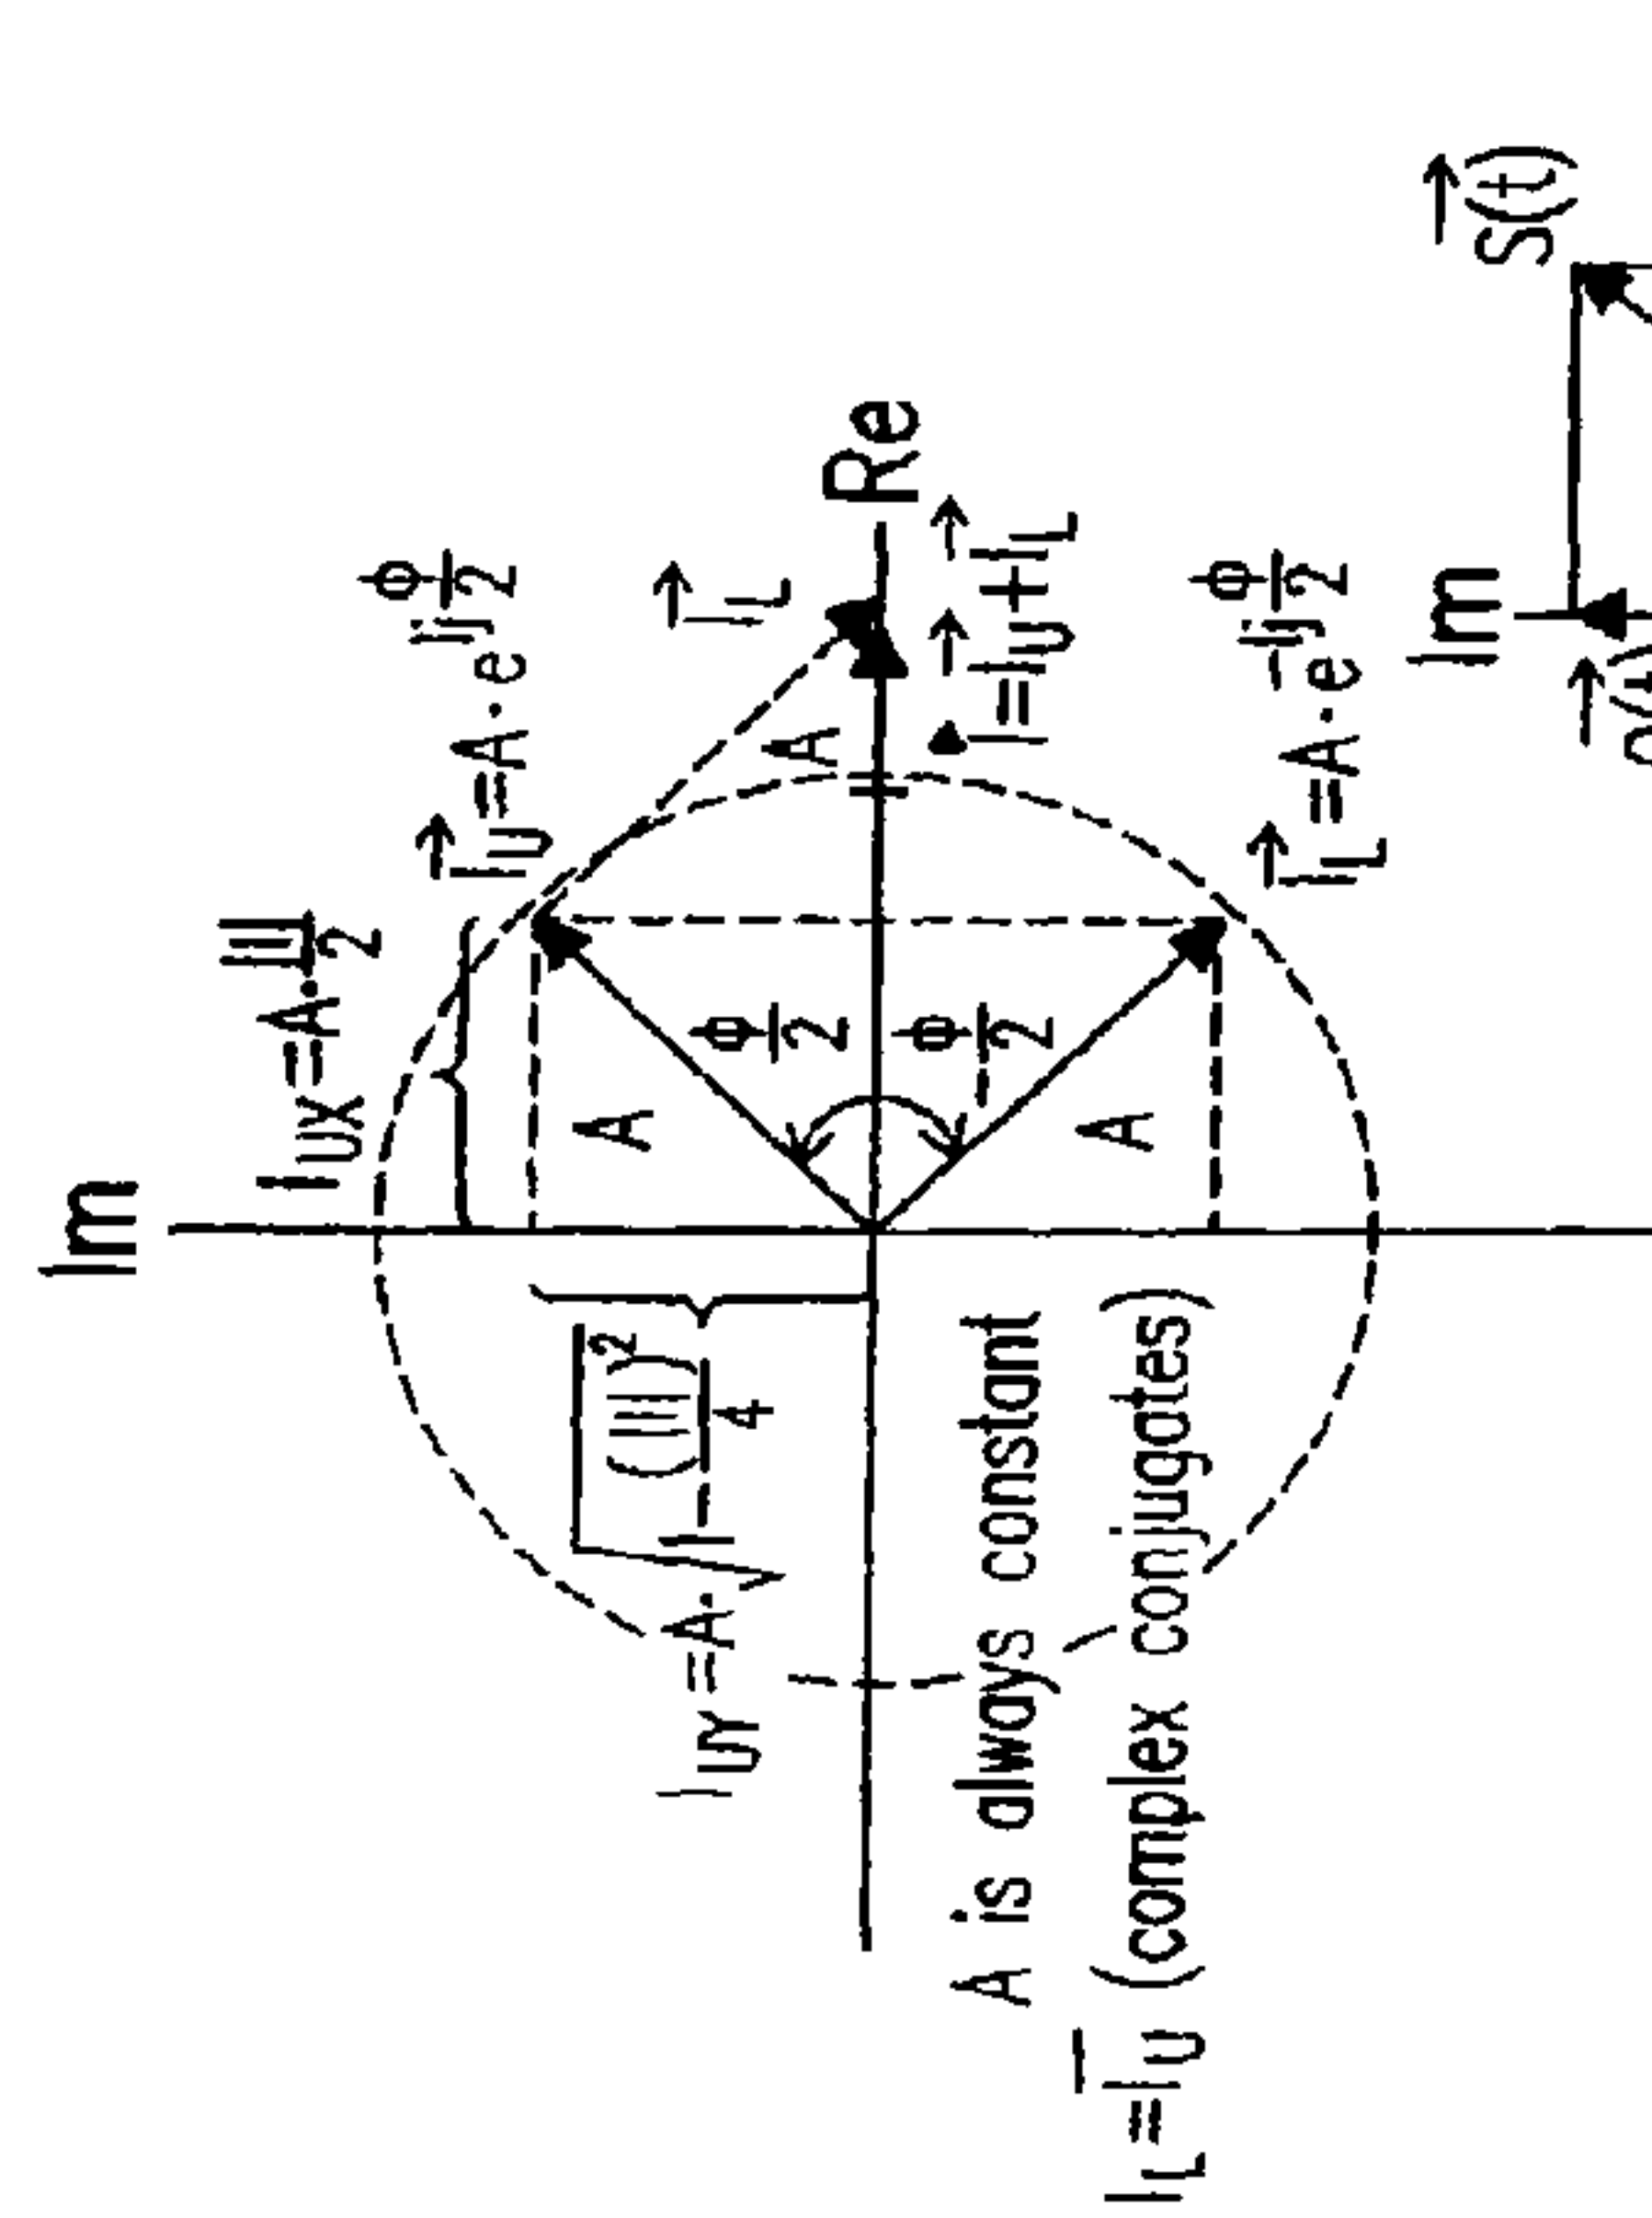 Im
I_UX=A·|I|/2
→I_U=A·e^(jϕ/2)
→I_L
A
Re
ϕ/2
ϕ/2
A
A
→I=→I_U+→I_L
→I_L=A·e^(-jϕ/2)
I_UY=A·√(1-(|I|)²/4)
A is always constant
I_L=Ī_U (complex conjugates)
Im
→S(t)